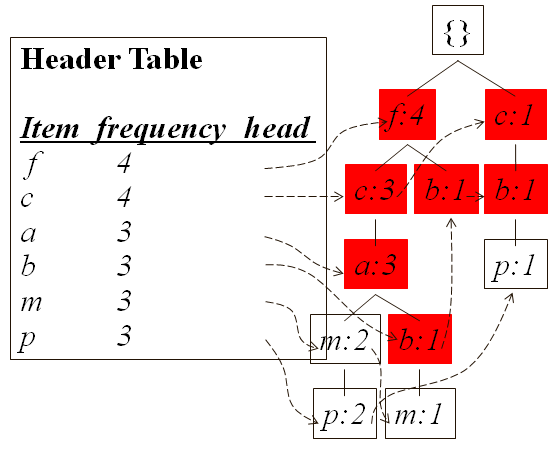 {}
Header Table
f:4 c:1
Item frequency head
f 4
c 4
c:3 b:1 b:1
a 3
b 3
a:3 p:1
m 3
p 3
m:2 b:1
p:2 m:1